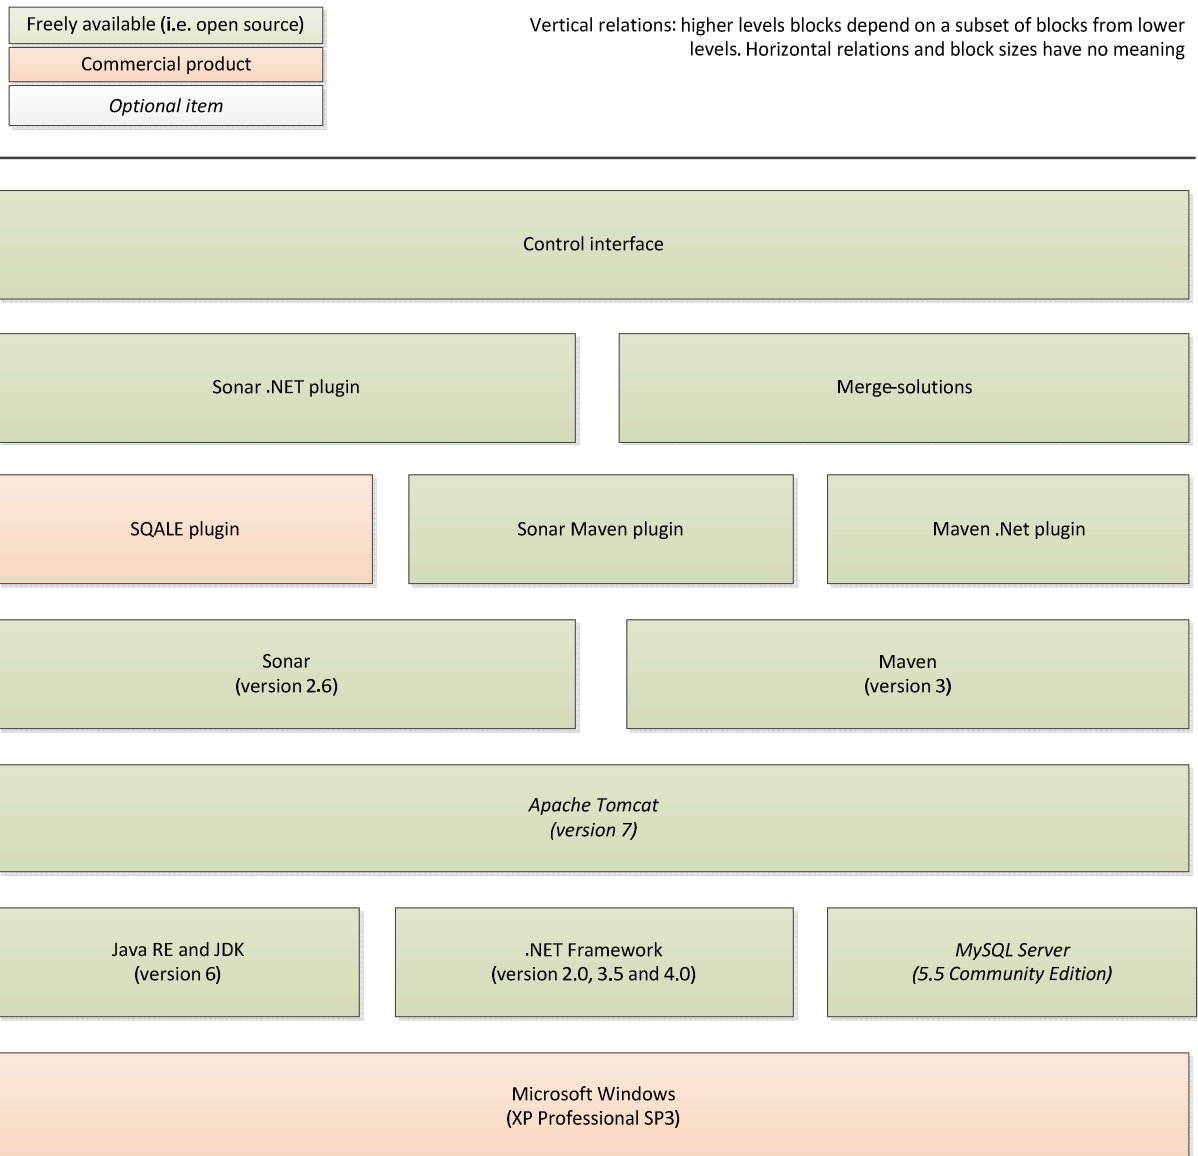 Freely available (i.e. open source)
Commercial product
Optional item
Vertical relations: higher levels blocks depend on a subset of blocks from lower
levels. Horizontal relations and block sizes have no meaning
Control interface
Sonar .NET plugin
Merge-solutions
SQALE plugin
Sonar Maven plugin
Maven .Net plugin
Sonar
(version 2.6)
Maven
(version 3)
Apache Tomcat
(version 7)
Java RE and JDK
(version 6)
.NET Framework
(version 2.0, 3.5 and 4.0)
MySQL Server
(5.5 Community Edition)
Microsoft Windows
(XP Professional SP3)